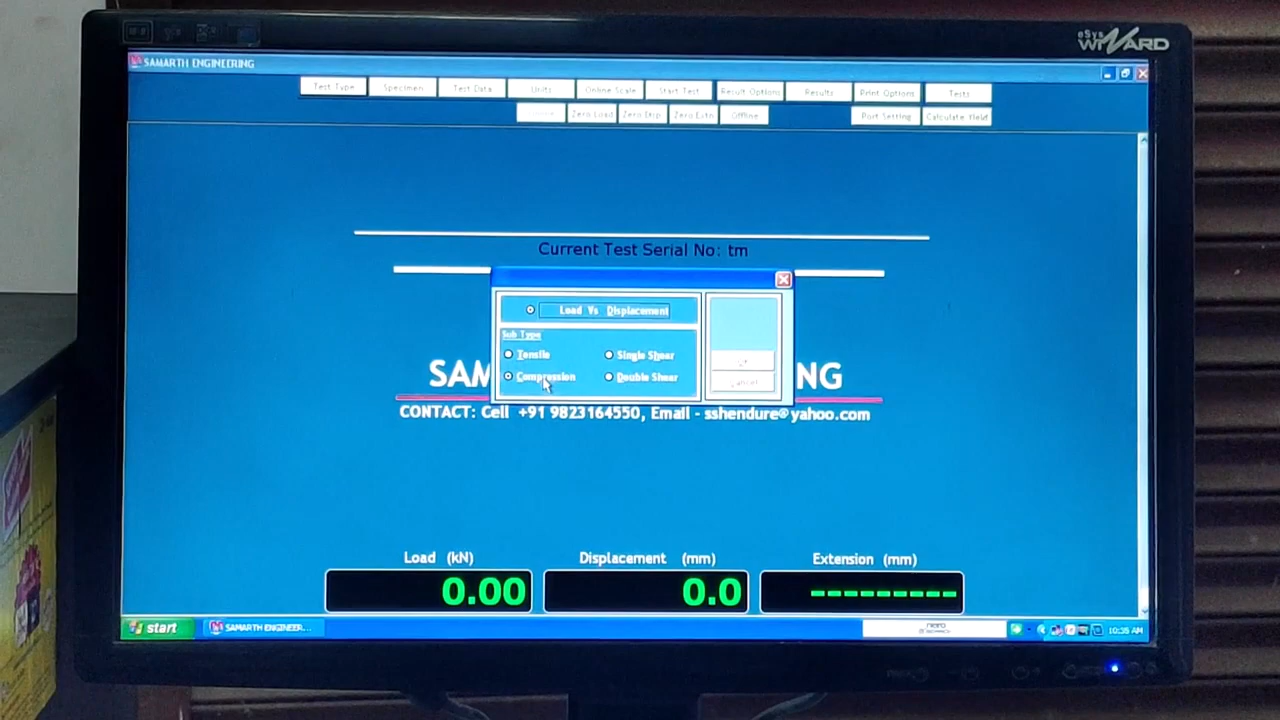 eSys
WIZARD
SAMARTH ENGINEERING
Test Type Specimen Test Data Units Online Scale Start Test Result Options Results Print Options Tests
Zero Load Zero Disp Zero Extn Offline Port Setting Calculate Yield
Current Test Serial No: tm
Load Vs Displacement
Sub Type
Tensile Single Shear
Compression Double Shear
Cancel
SAM NG
CONTACT: Cell +91 9823164550, Email - sshendure@yahoo.com
Load (kN) Displacement (mm) Extension (mm)
0.00 0.0 ---------
start SAMARTH ENGINEER... 10:35 AM